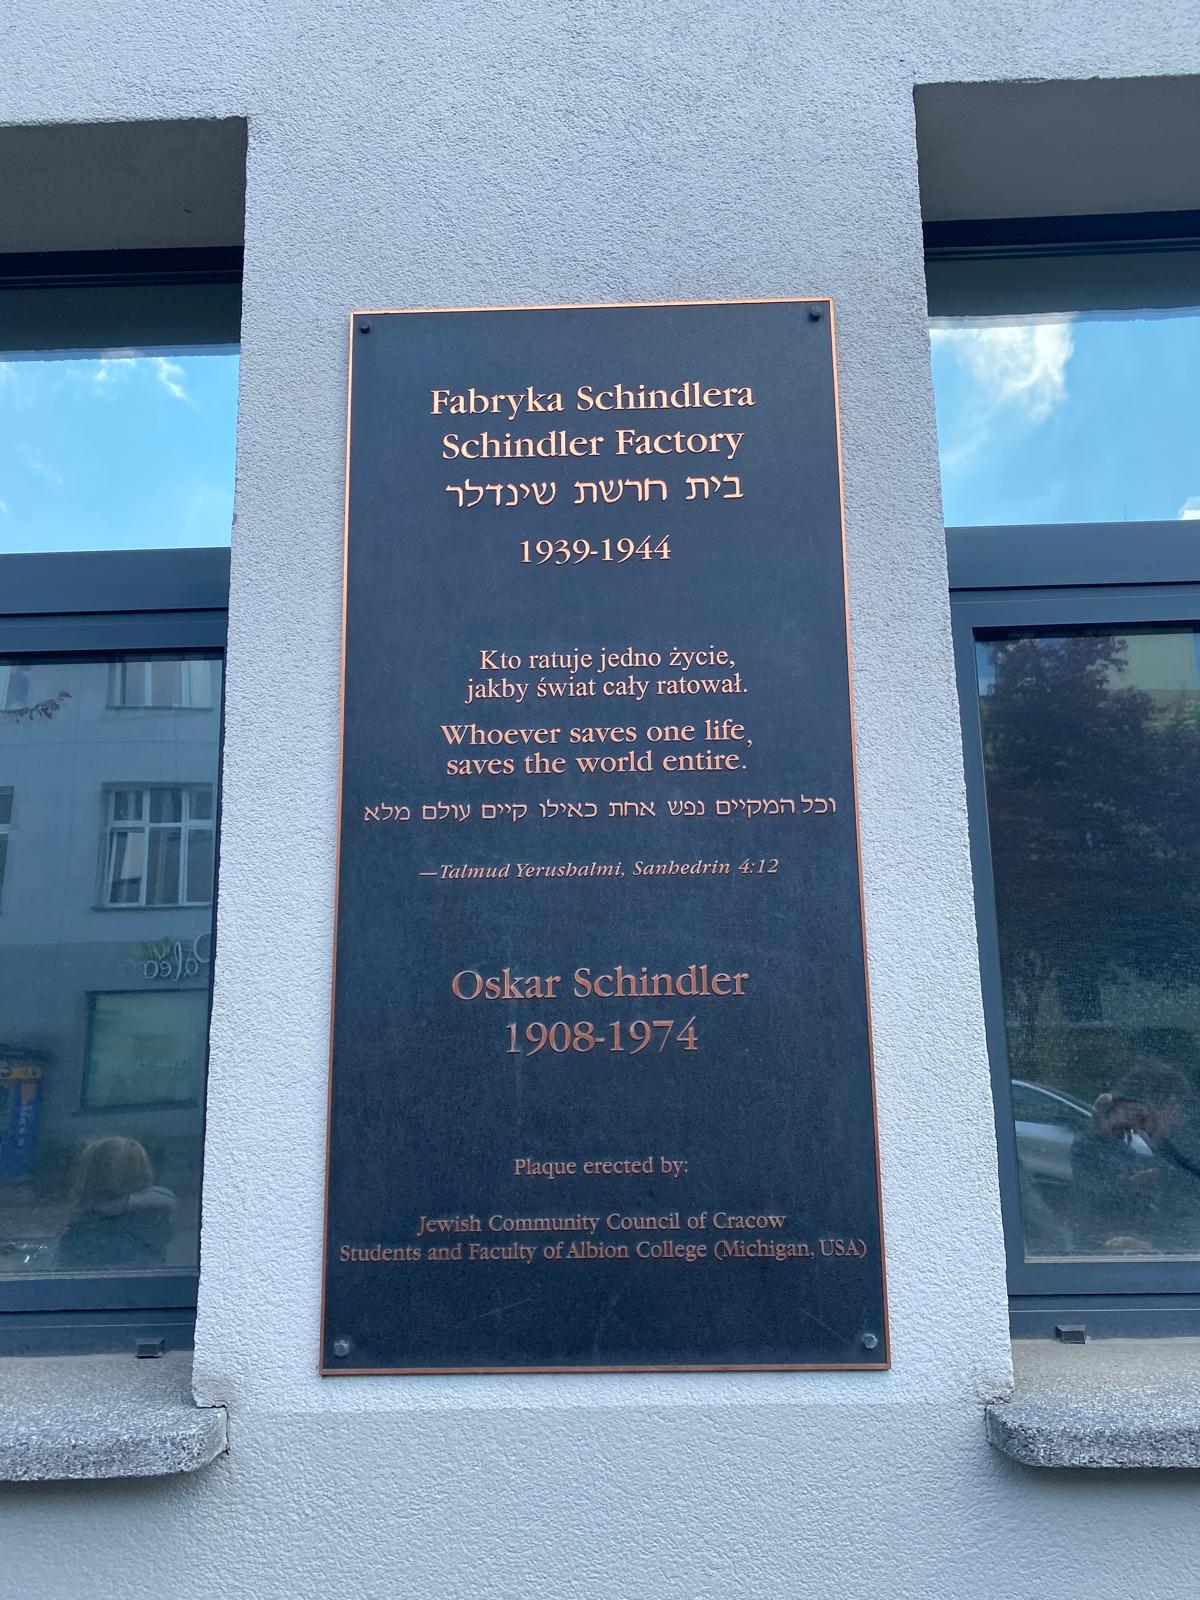 Fabryka Schindlera
Schindler Factory
בית חרשת שינדלר
1939-1944
Kto ratuje jedno życie,
jakby świat cały ratował.
Whoever saves one life,
saves the world entire.
וכל המקיים נפש אחת כאילו קיים עולם מלא
—Talmud Yerushalmi, Sanhedrin 4:12
Oskar Schindler
1908-1974
Plaque erected by:
Jewish Community Council of Cracow
Students and Faculty of Albion College (Michigan, USA)